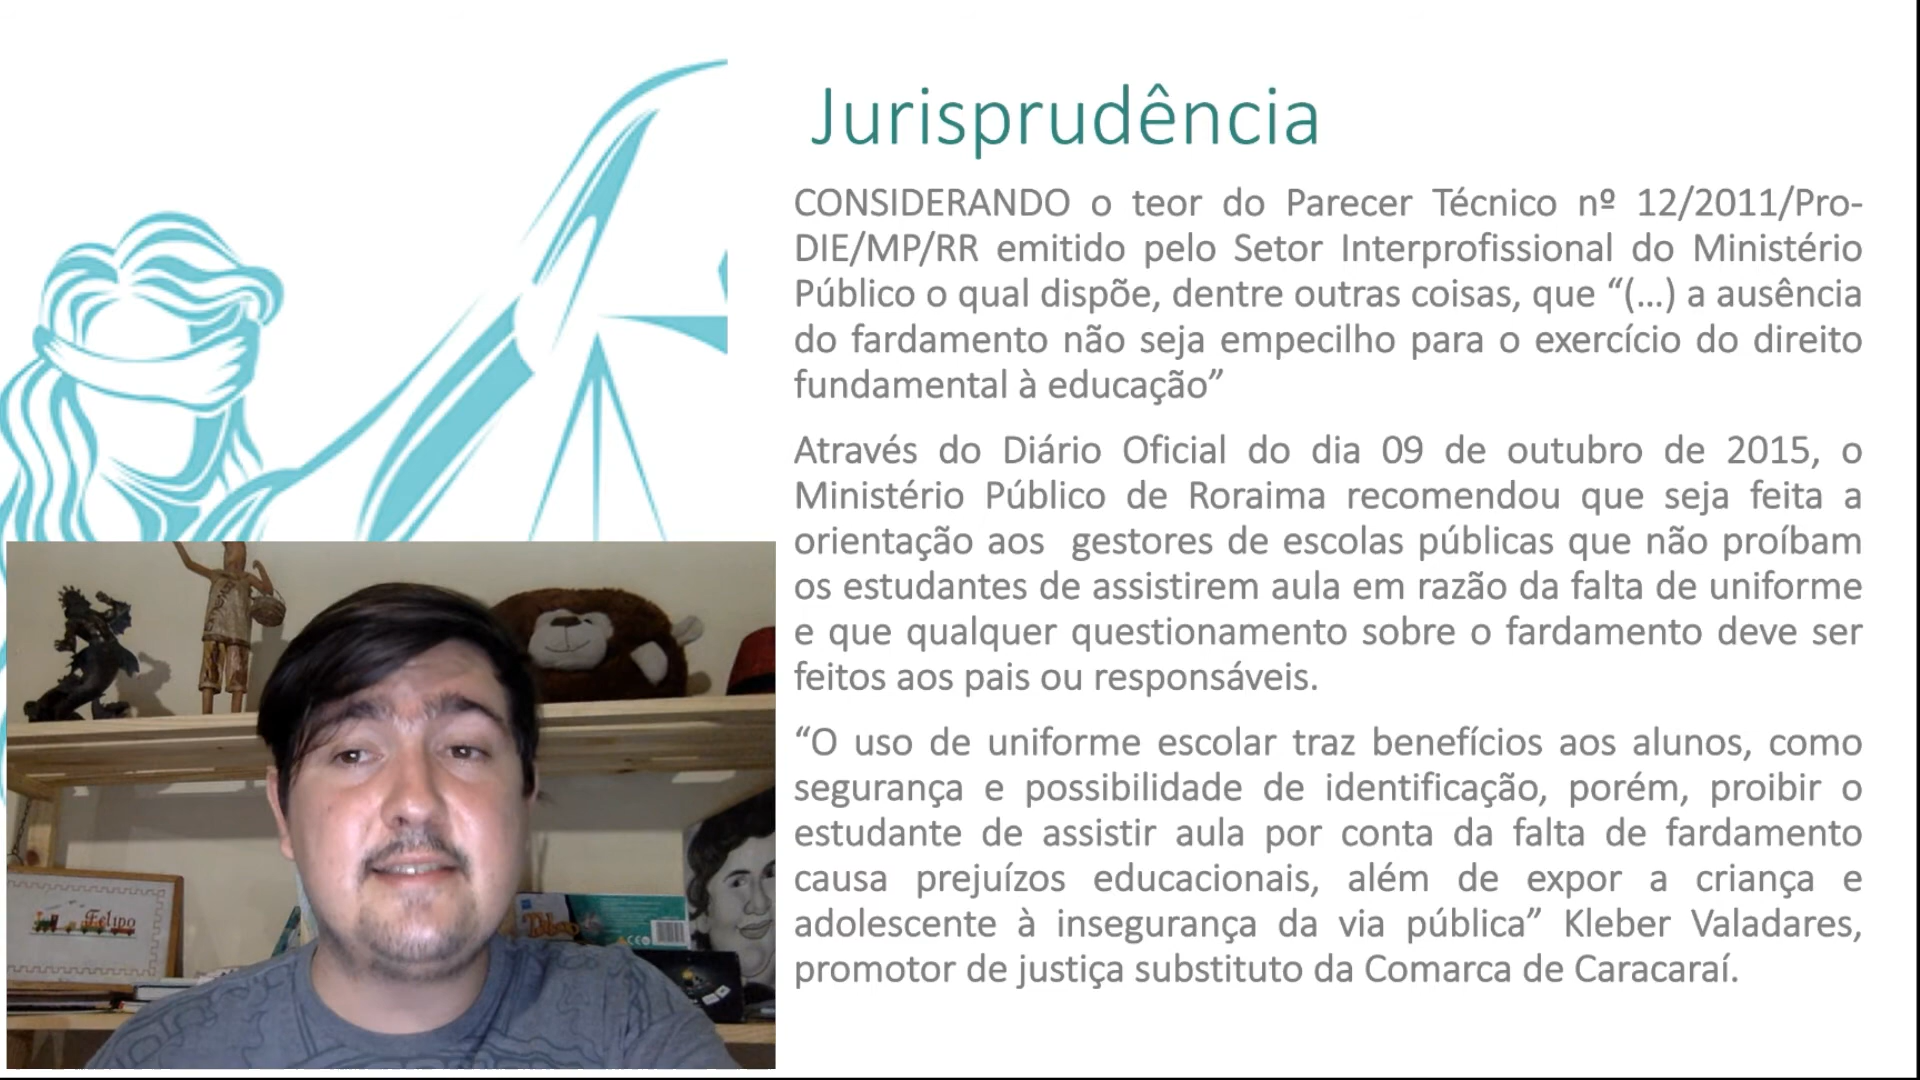 Jurisprudência
CONSIDERANDO o teor do Parecer Técnico nº 12/2011/Pro-
DIE/MP/RR emitido pelo Setor Interprofissional do Ministério
Público o qual dispõe, dentre outras coisas, que “(...) a ausência
do fardamento não seja empecilho para o exercício do direito
fundamental à educação”
Através do Diário Oficial do dia 09 de outubro de 2015, o
Ministério Público de Roraima recomendou que seja feita a
orientação aos gestores de escolas públicas que não proíbam
os estudantes de assistirem aula em razão da falta de uniforme
e que qualquer questionamento sobre o fardamento deve ser
feitos aos pais ou responsáveis.
“O uso de uniforme escolar traz benefícios aos alunos, como
segurança e possibilidade de identificação, porém, proibir o
estudante de assistir aula por conta da falta de fardamento
causa prejuízos educacionais, além de expor a criança e
adolescente à insegurança da via pública” Kleber Valadares,
promotor de justiça substituto da Comarca de Caracaraí.
Felipo